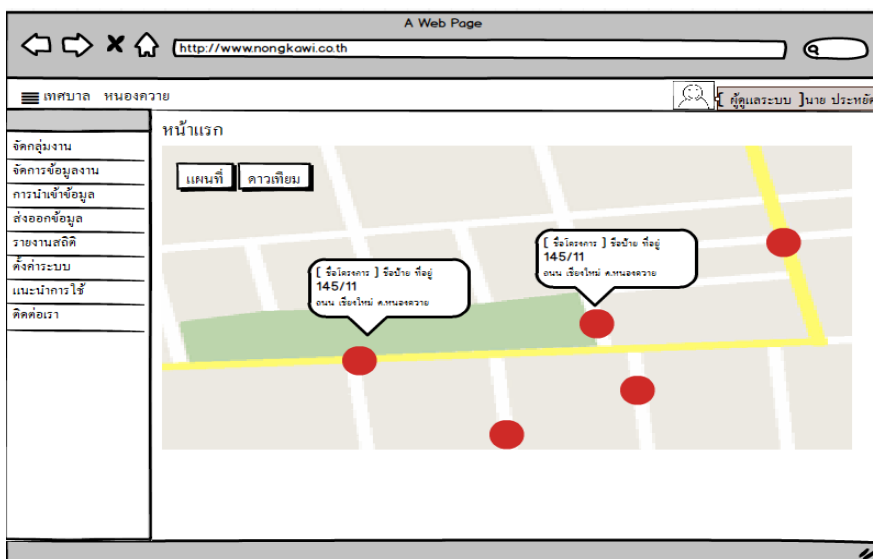 A Web Page
http://www.nongkawi.co.th
เทศบาล หนองควาย
[ ผู้ดูแลระบบ ]นาย ประหยัด
หน้าแรก
จัดกลุ่มงาน
จัดการข้อมูลงาน
การนำเข้าข้อมูล
ส่งออกข้อมูล
รายงานสถิติ
ตั้งค่าระบบ
แนะนำการใช้
ติดต่อเรา
แผนที่
ดาวเทียม
[ ชื่อโครงการ ] ชื่อป้าย ที่อยู่
145/11
ถนน เชียงใหม่ ต.หนองควาย
[ ชื่อโครงการ ] ชื่อป้าย ที่อยู่
145/11
ถนน เชียงใหม่ ต.หนองควาย